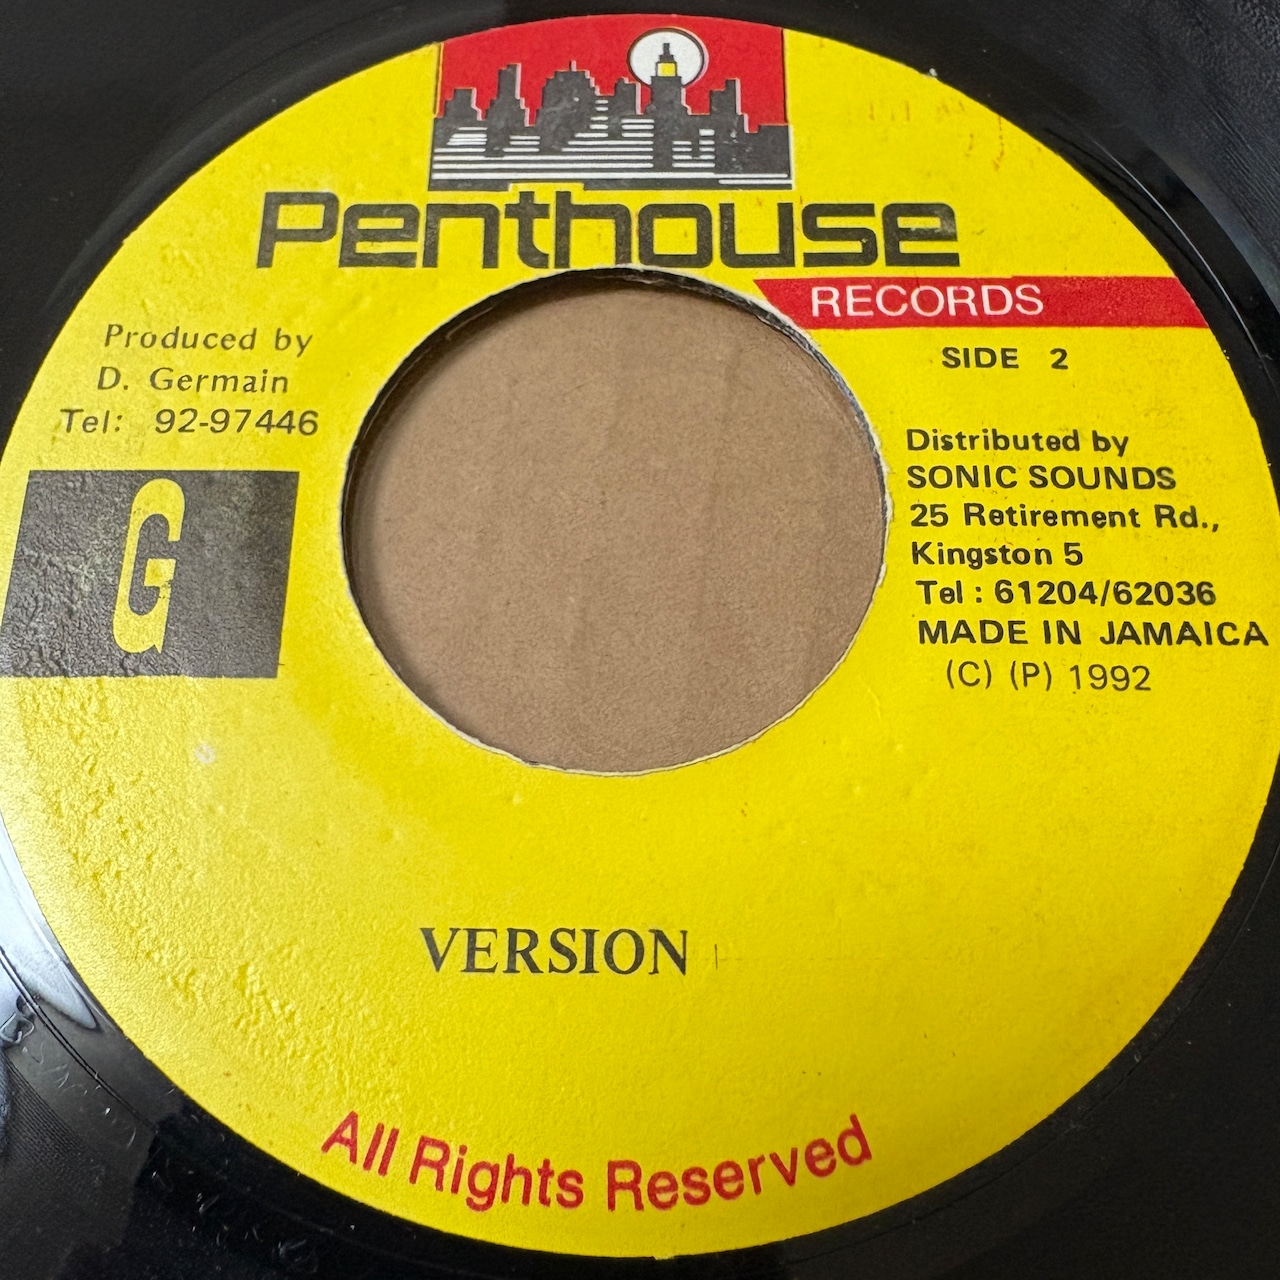 Penthouse
RECORDS
Produced by
D. Germain
Tel: 92-97446
G
SIDE 2
Distributed by
SONIC SOUNDS
25 Retirement Rd.,
Kingston 5
Tel : 61204/62036
MADE IN JAMAICA
(C) (P) 1992
VERSION
All Rights Reserved